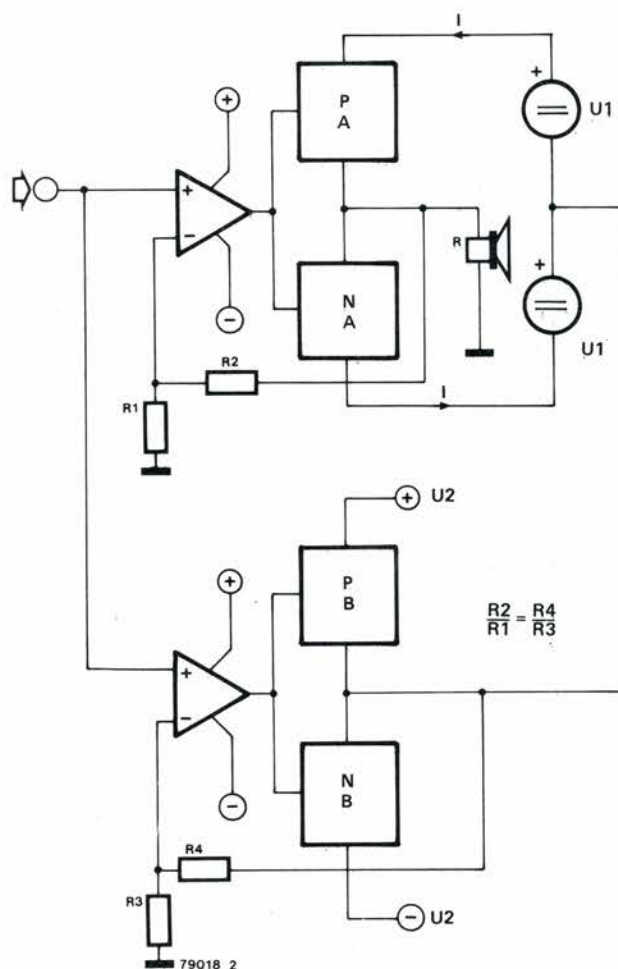 I
+
P
A
U1
+
+
−
R
+
N
A
U1
−
R2
R1
I
+ U2
P
B
+
R2/R1 = R4/R3
+
−
N
B
−
R4
R3
− U2
79018 2